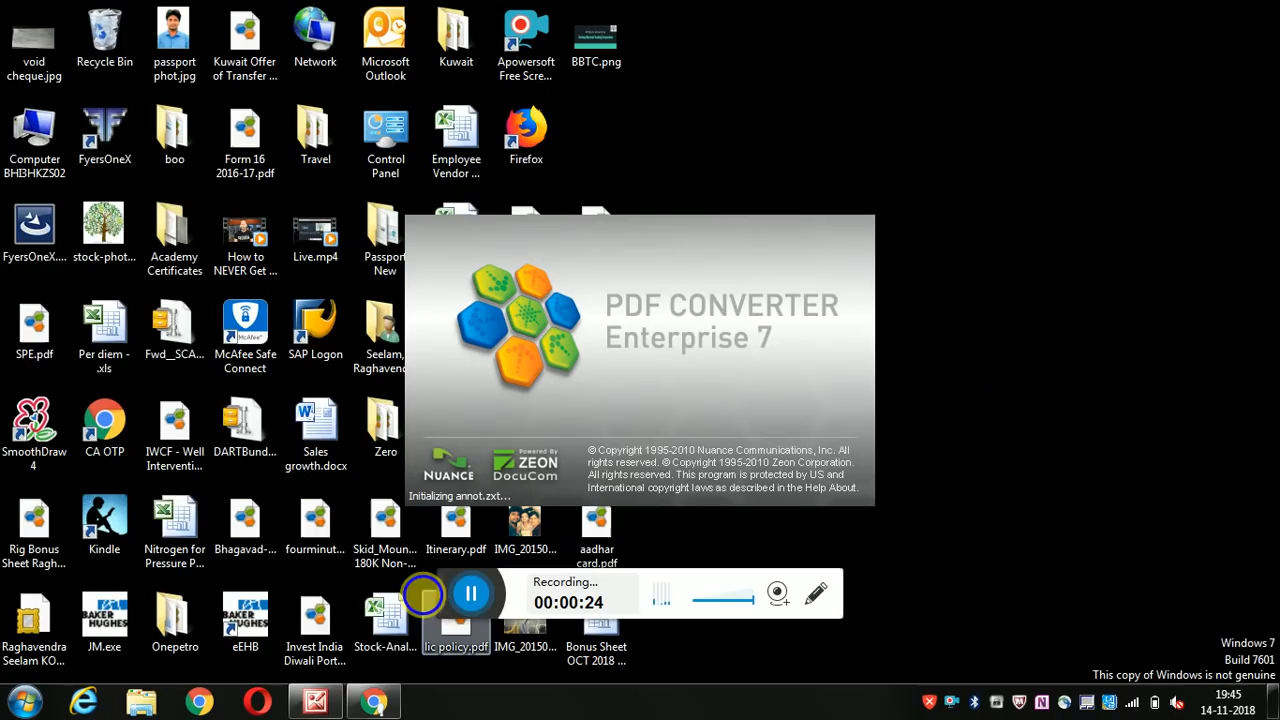 void
cheque.jpg
Recycle Bin
passport
phot.jpg
Kuwait Offer
of Transfer ...
Network
Microsoft
Outlook
Kuwait
Apowersoft
Free Scre...
BBTC.png
Computer
BHI3HKZS02
FyersOneX
boo
Form 16
2016-17.pdf
Travel
Control
Panel
Employee
Vendor ...
Firefox
FyersOneX....
stock-phot...
Academy
Certificates
How to
NEVER Get ...
Live.mp4
Passport
New
PDF CONVERTER
Enterprise 7
SPE.pdf
Per diem -
.xls
Fwd__SCA...
McAfee Safe
Connect
SAP Logon
Seelam,
Raghaven
SmoothDraw
4
CA OTP
IWCF - Well
Interventi...
DARTBund...
Sales
growth.docx
Zero
NUANCE
Powered By
ZEON
DocuCom
© Copyright 1995-2010 Nuance Communications, Inc. All
rights reserved. © Copyright 1995-2010 Zeon Corporation.
All rights reserved. This program is protected by US and
International copyright laws as described in the Help About.
Initializing annot.zxt...
Rig Bonus
Sheet Ragh...
Kindle
Nitrogen for
Pressure P...
Bhagavad-...
fourminut...
Skid_Moun...
180K Non-...
Itinerary.pdf
IMG_20150...
aadhar
card.pdf
Recording...
00:00:24
BAKER
HUGHES
BAKER
HUGHES
Raghavendra
Seelam KO...
JM.exe
Onepetro
eEHB
Invest India
Diwali Port...
Stock-Anal...
lic policy.pdf
IMG_20150...
Bonus Sheet
OCT 2018 ...
Windows 7
Build 7601
This copy of Windows is not genuine
19:45
14-11-2018